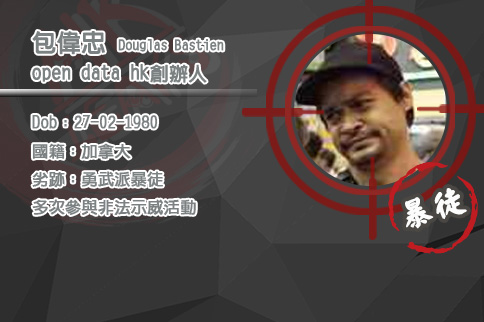 包偉忠 Douglas Bastien
open data hk創辦人
Dob：27-02-1980
國籍：加拿大
劣跡：勇武派暴徒
多次參與非法示威活動
暴徒